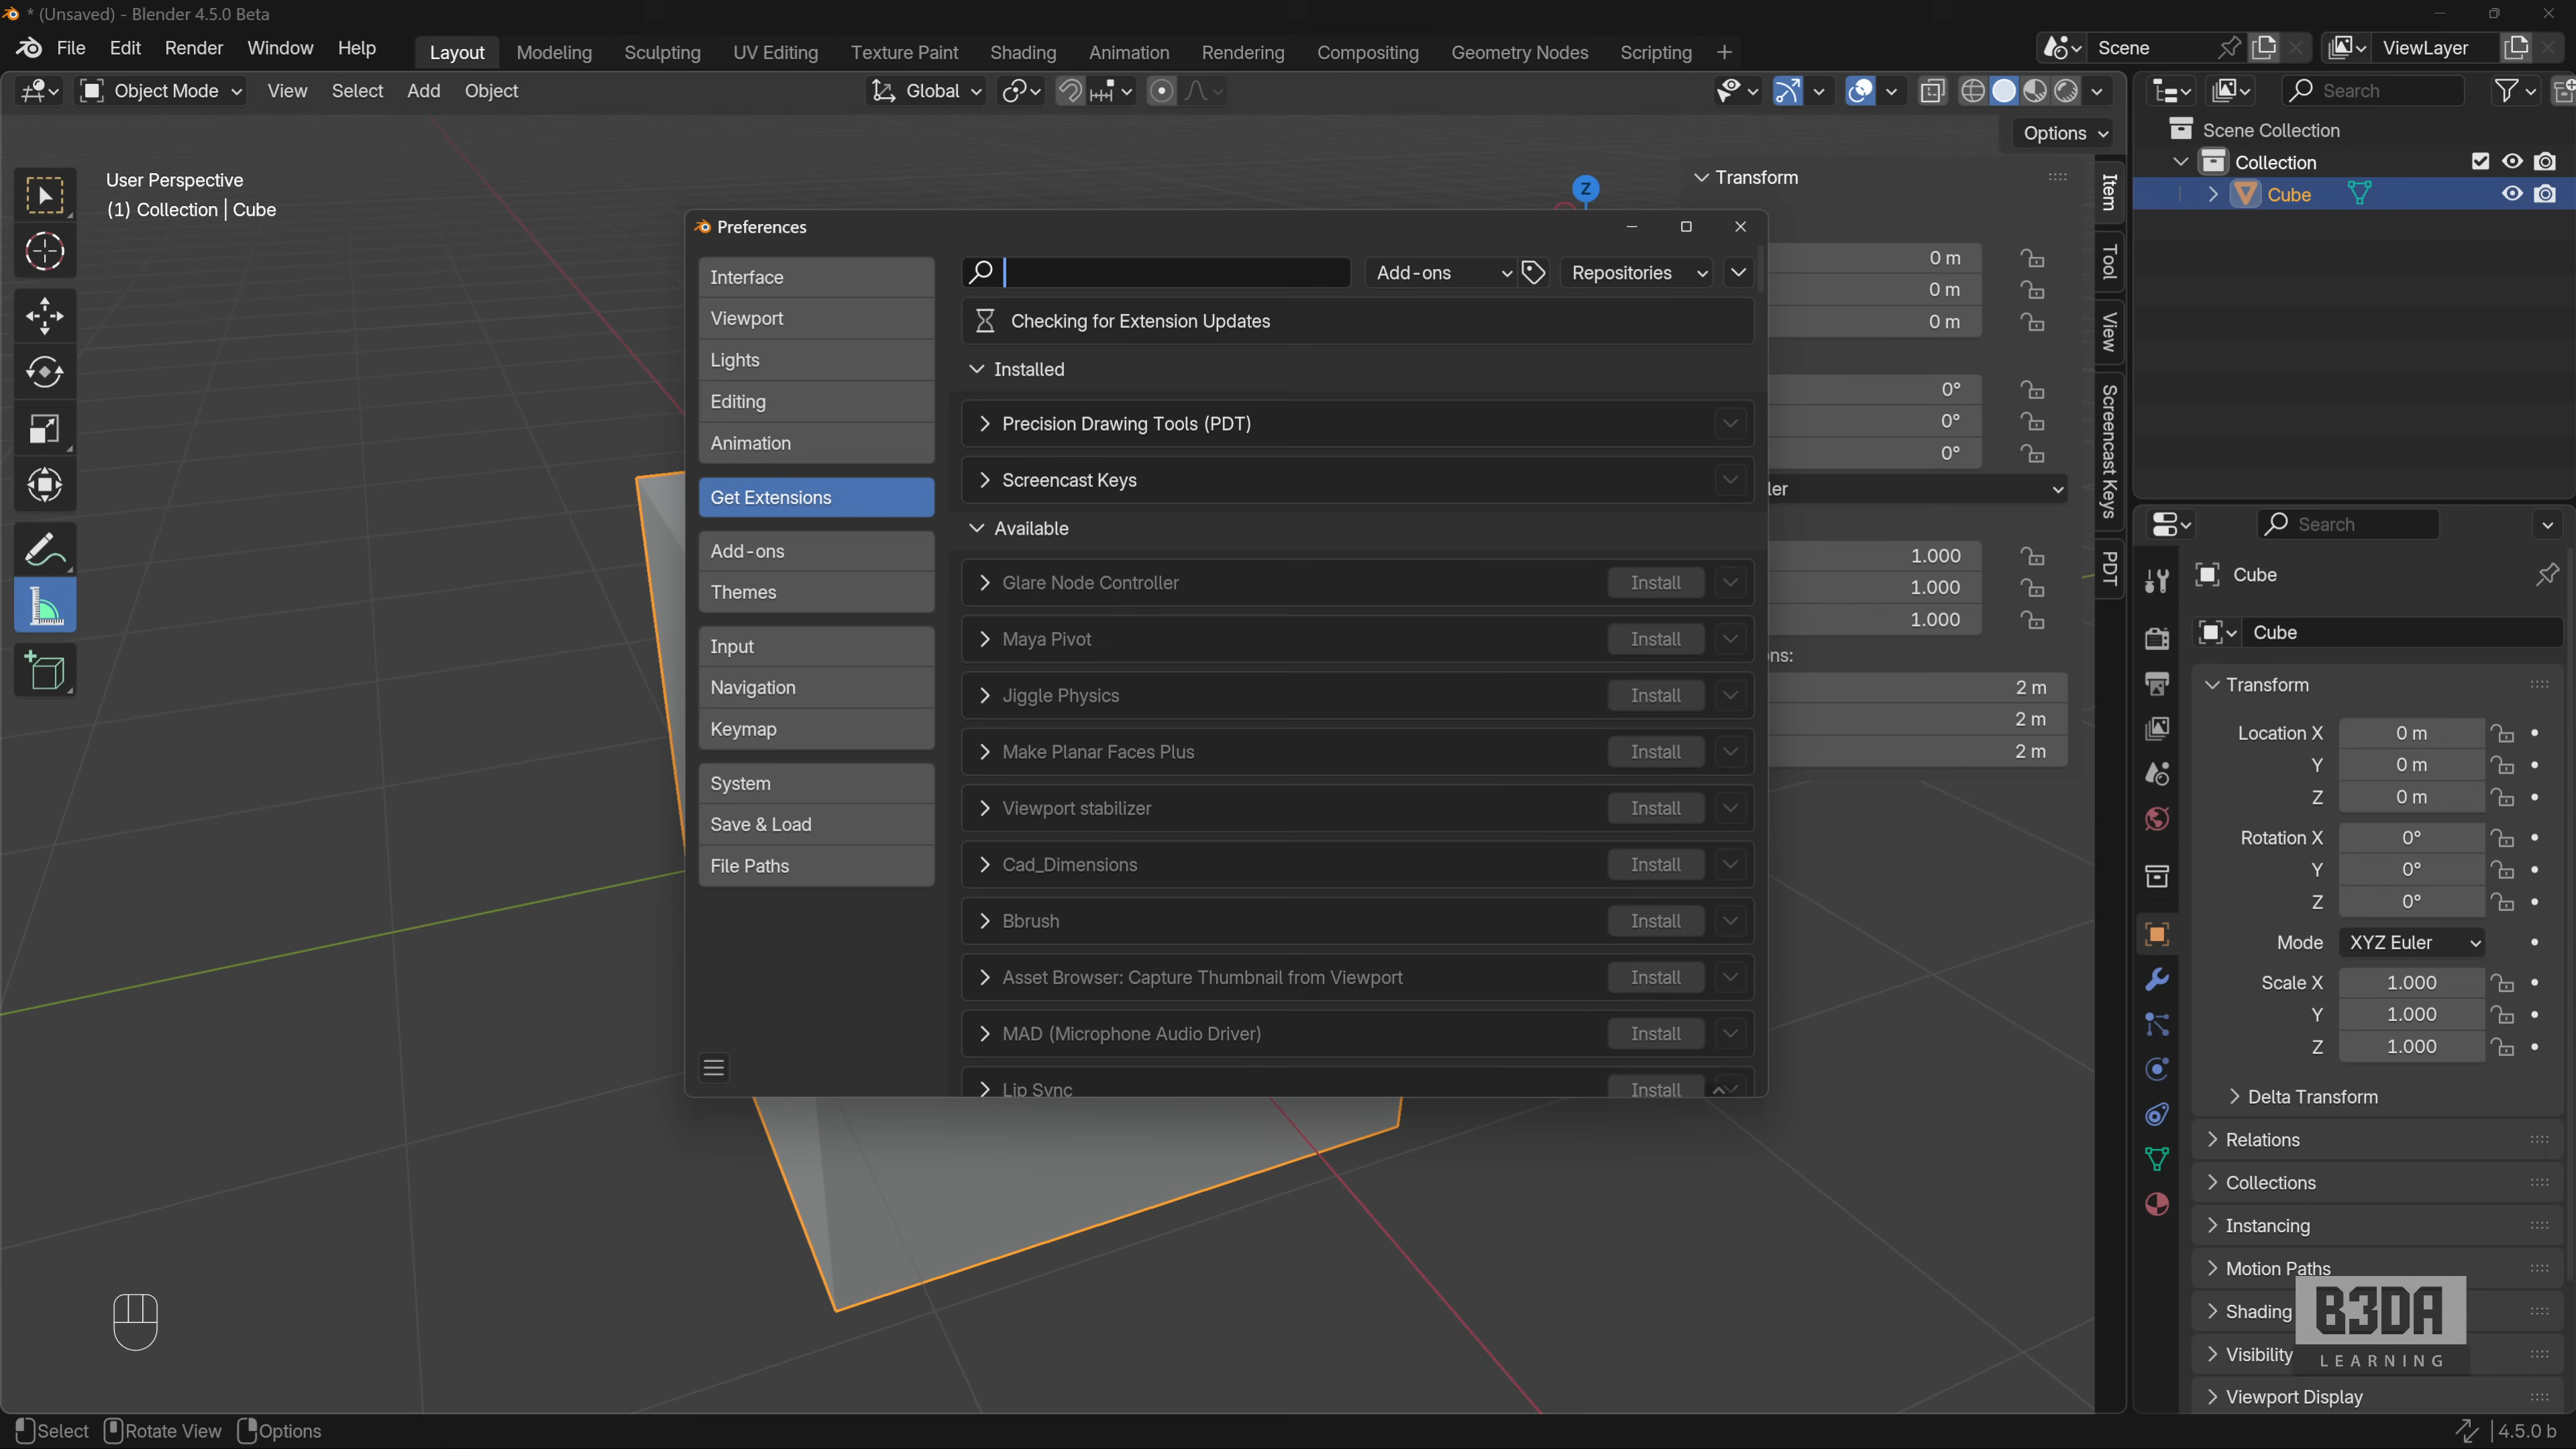 * (Unsaved) - Blender 4.5.0 Beta
File Edit Render Window Help Layout Modeling Sculpting UV Editing Texture Paint Shading Animation Rendering Compositing Geometry Nodes Scripting + Scene ViewLayer
Object Mode View Select Add Object Global Search
Options
Scene Collection
Collection
Cube
User Perspective
(1) Collection | Cube
Z
Transform
0 m
0 m
0 m
0°
0°
0°
ler
1.000
1.000
1.000
ns:
2 m
2 m
2 m
Item
Tool
View
Screencast Keys
PDT
Preferences
Interface
Viewport
Lights
Editing
Animation
Get Extensions
Add-ons
Themes
Input
Navigation
Keymap
System
Save & Load
File Paths
Add-ons Repositories
Checking for Extension Updates
Installed
Precision Drawing Tools (PDT)
Screencast Keys
Available
Glare Node Controller Install
Maya Pivot Install
Jiggle Physics Install
Make Planar Faces Plus Install
Viewport stabilizer Install
Cad_Dimensions Install
Bbrush Install
Asset Browser: Capture Thumbnail from Viewport Install
MAD (Microphone Audio Driver) Install
Lip Sync Install
Search
Cube
Cube
Transform
Location X 0 m
Y 0 m
Z 0 m
Rotation X 0°
Y 0°
Z 0°
Mode XYZ Euler
Scale X 1.000
Y 1.000
Z 1.000
Delta Transform
Relations
Collections
Instancing
Motion Paths
Shading
Visibility
Viewport Display
B3DA
LEARNING
Select Rotate View Options
4.5.0 b